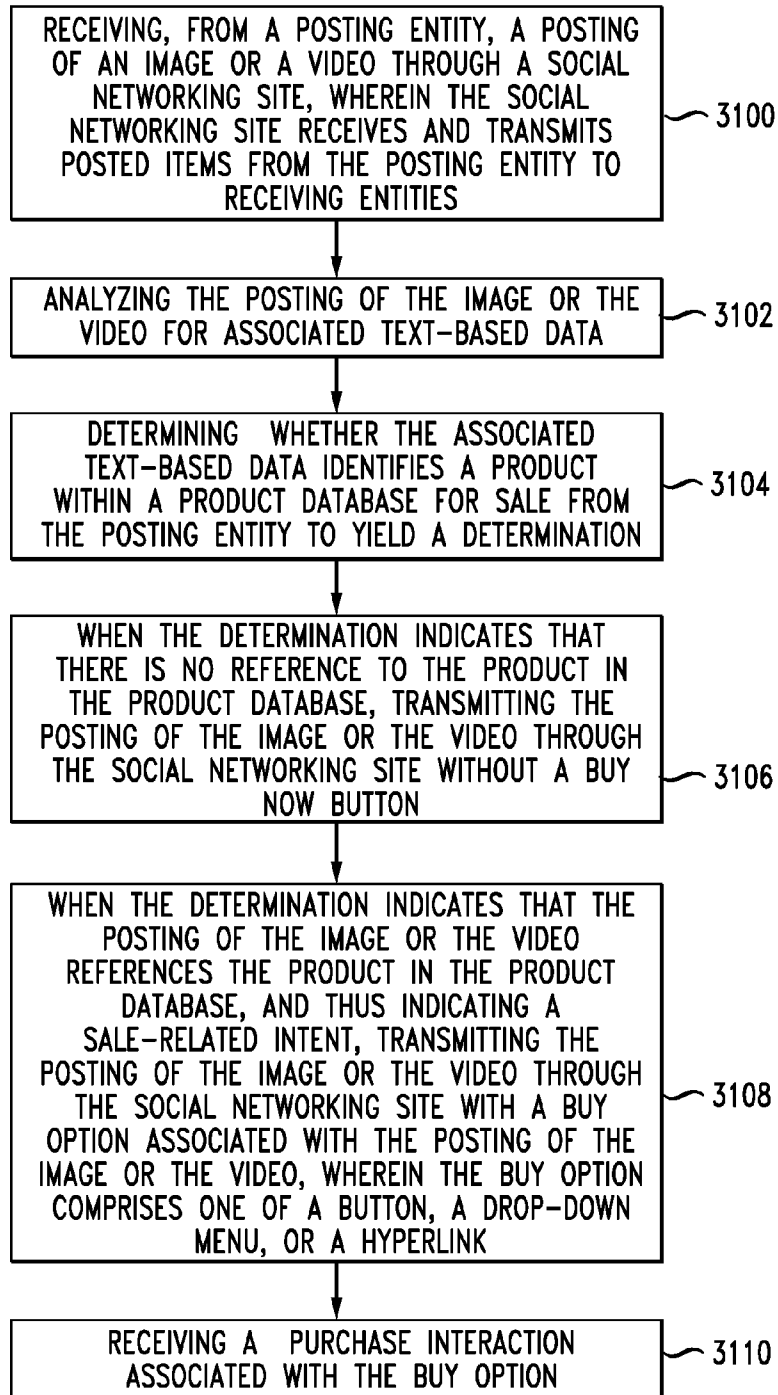 RECEIVING, FROM A POSTING ENTITY, A POSTING
OF AN IMAGE OR A VIDEO THROUGH A SOCIAL
NETWORKING SITE, WHEREIN THE SOCIAL
NETWORKING SITE RECEIVES AND TRANSMITS
POSTED ITEMS FROM THE POSTING ENTITY TO
RECEIVING ENTITIES
3100
ANALYZING THE POSTING OF THE IMAGE OR THE
VIDEO FOR ASSOCIATED TEXT-BASED DATA
3102
DETERMINING WHETHER THE ASSOCIATED
TEXT-BASED DATA IDENTIFIES A PRODUCT
WITHIN A PRODUCT DATABASE FOR SALE FROM
THE POSTING ENTITY TO YIELD A DETERMINATION
3104
WHEN THE DETERMINATION INDICATES THAT
THERE IS NO REFERENCE TO THE PRODUCT IN
THE PRODUCT DATABASE, TRANSMITTING THE
POSTING OF THE IMAGE OR THE VIDEO THROUGH
THE SOCIAL NETWORKING SITE WITHOUT A BUY
NOW BUTTON
3106
WHEN THE DETERMINATION INDICATES THAT THE
POSTING OF THE IMAGE OR THE VIDEO
REFERENCES THE PRODUCT IN THE PRODUCT
DATABASE, AND THUS INDICATING A
SALE-RELATED INTENT, TRANSMITTING THE
POSTING OF THE IMAGE OR THE VIDEO THROUGH
THE SOCIAL NETWORKING SITE WITH A BUY
OPTION ASSOCIATED WITH THE POSTING OF THE
IMAGE OR THE VIDEO, WHEREIN THE BUY OPTION
COMPRISES ONE OF A BUTTON, A DROP-DOWN
MENU, OR A HYPERLINK
3108
RECEIVING A PURCHASE INTERACTION
ASSOCIATED WITH THE BUY OPTION
3110